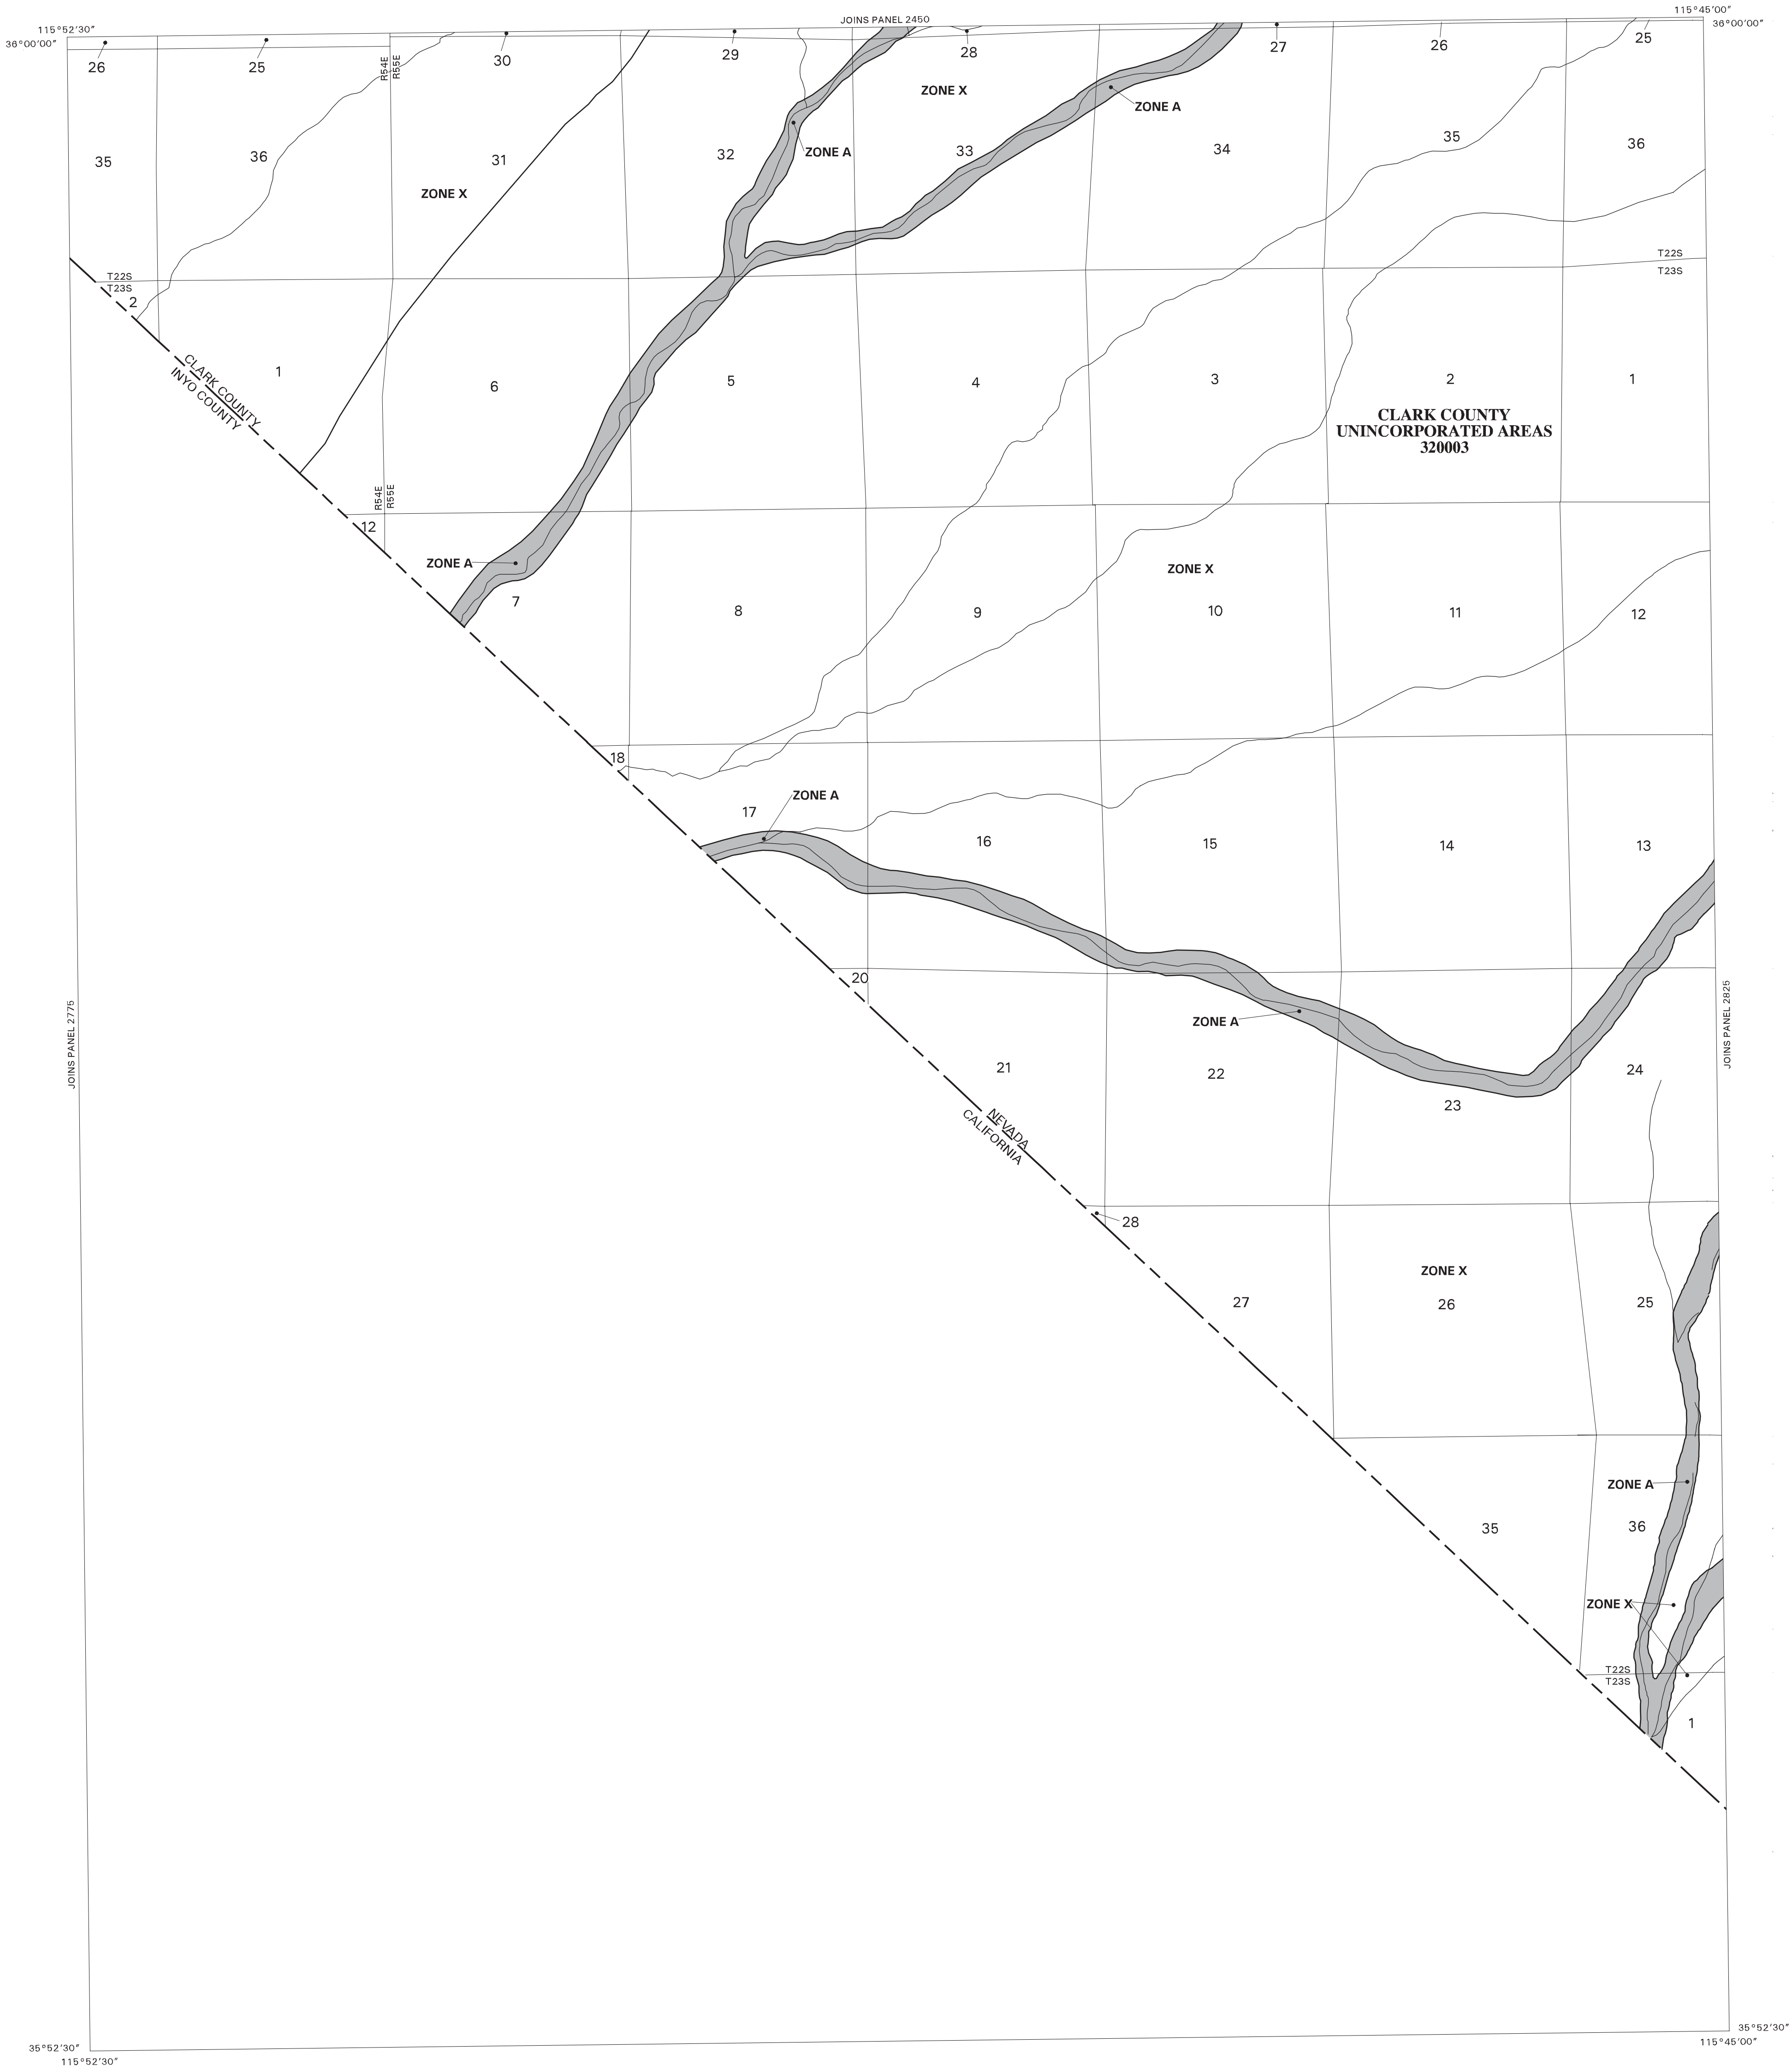 115°52'30"
JOINS PANEL 2450
115°45'00"
36°00'00"
36°00'00"
26
25
R54E
R55E
30
29
28
27
26
25
ZONE X
ZONE A
ZONE A
35
36
31
32
33
34
35
36
ZONE X
T22S
T23S
T22S
T23S
2
1
CLARK COUNTY
INYO COUNTY
6
5
4
3
2
1
CLARK COUNTY
UNINCORPORATED AREAS
320003
R54E
R55E
12
ZONE A
7
ZONE X
8
9
10
11
12
18
17
ZONE A
16
15
14
13
20
ZONE A
JOINS PANEL 2775
JOINS PANEL 2825
21
22
23
24
NEVADA
CALIFORNIA
28
27
ZONE X
26
25
ZONE A
35
36
ZONE X
T22S
T23S
1
35°52'30"
115°52'30"
35°52'30"
115°45'00"